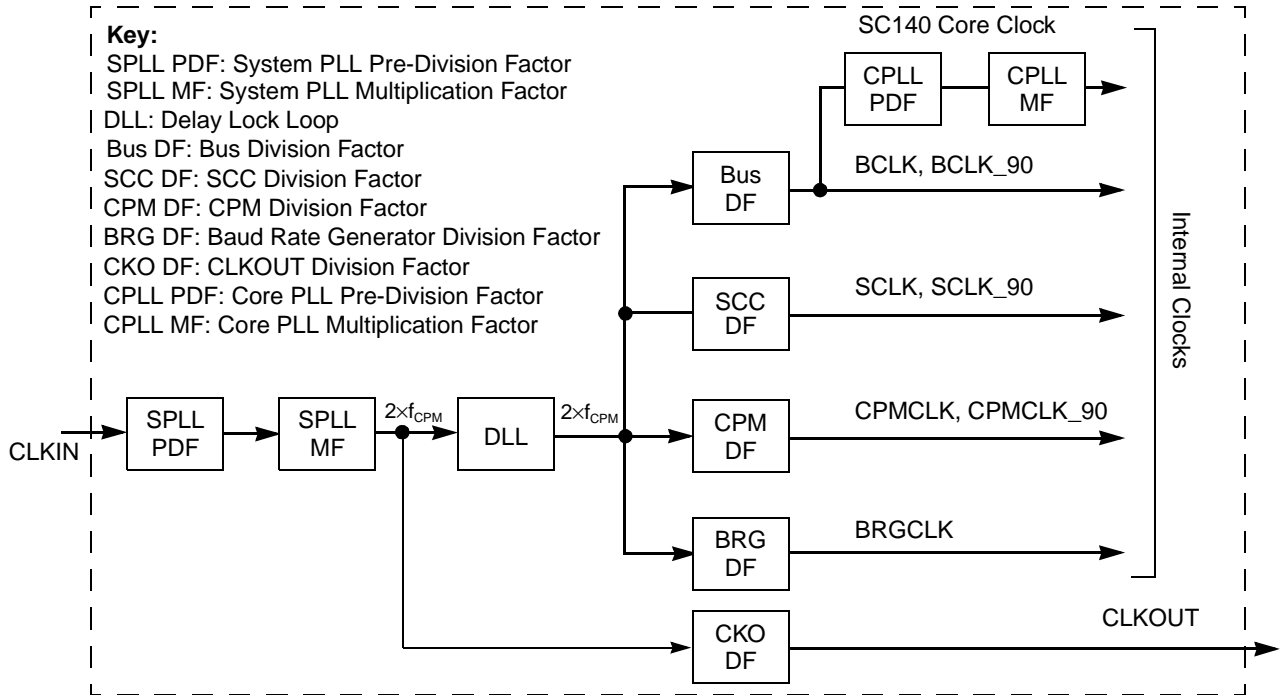 Key:
SPLL PDF: System PLL Pre-Division Factor
SPLL MF: System PLL Multiplication Factor
DLL: Delay Lock Loop
Bus DF: Bus Division Factor
SCC DF: SCC Division Factor
CPM DF: CPM Division Factor
BRG DF: Baud Rate Generator Division Factor
CKO DF: CLKOUT Division Factor
CPLL PDF: Core PLL Pre-Division Factor
CPLL MF: Core PLL Multiplication Factor
SC140 Core Clock
CPLL
PDF
CPLL
MF
Bus
DF
BCLK, BCLK_90
SCC
DF
SCLK, SCLK_90
Internal Clocks
CLKIN
SPLL
PDF
SPLL
MF
2×fCPM
DLL
2×fCPM
CPM
DF
CPMCLK, CPMCLK_90
BRG
DF
BRGCLK
CKO
DF
CLKOUT